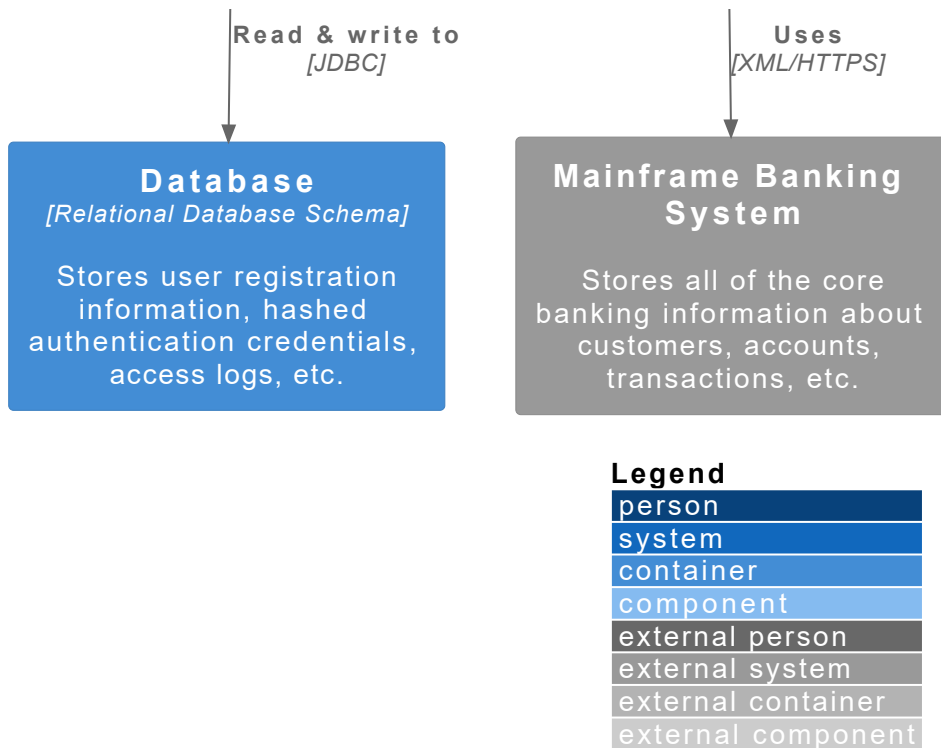 Read & write to
[JDBC]
Uses
[XML/HTTPS]
Database
[Relational Database Schema]
Stores user registration
information, hashed
authentication credentials,
access logs, etc.
Mainframe Banking
System
Stores all of the core
banking information about
customers, accounts,
transactions, etc.
Legend
person
system
container
component
external person
external system
external container
external component